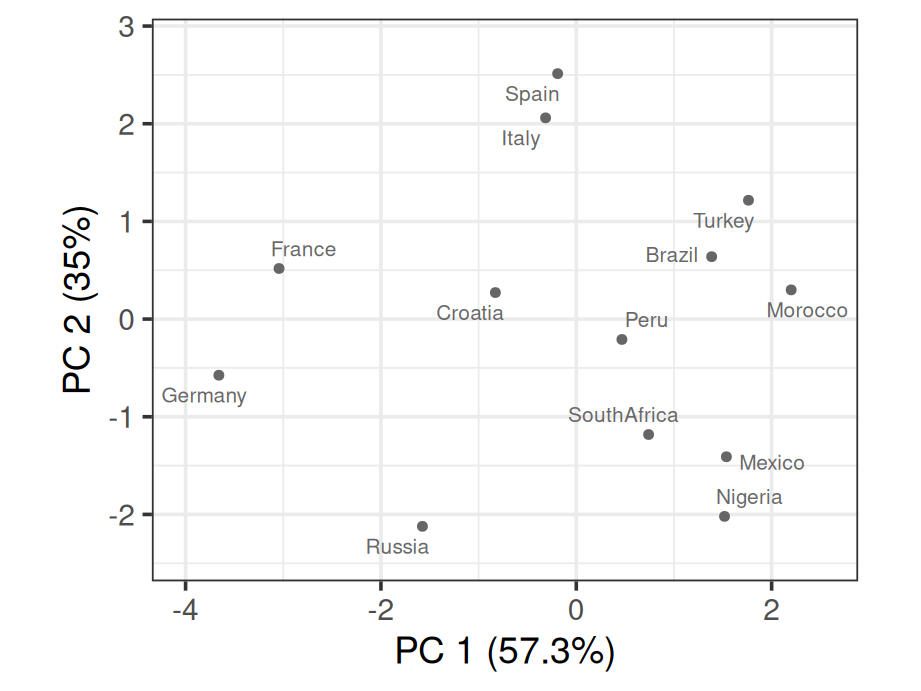 3
Spain
2
Italy
Turkey
1
France
Brazil
Croatia
Morocco
0
Peru
Germany
-1
SouthAfrica
Mexico
Nigeria
-2
Russia
-4
-2
0
2
PC 1 (57.3%)
PC 2 (35%)